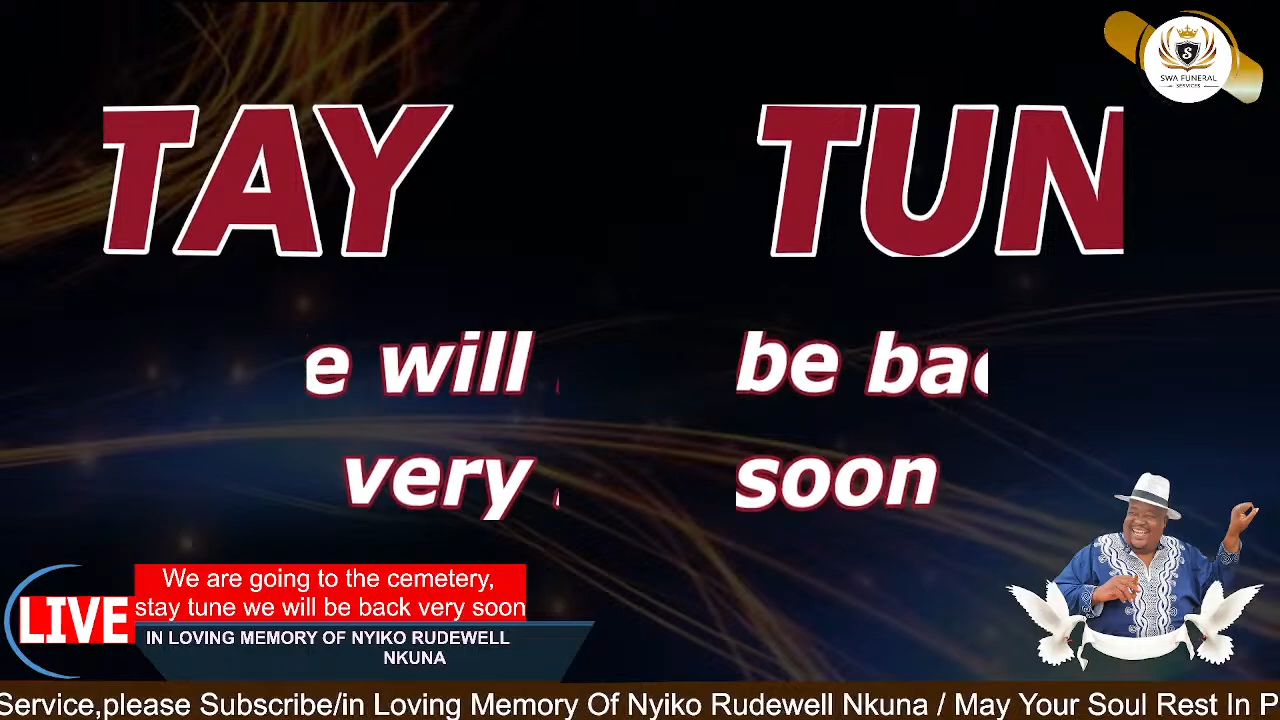 SWA FUNERAL
SERVICES
TAY TUN
e will be bac
very soon
LIVE
We are going to the cemetery,
stay tune we will be back very soon
IN LOVING MEMORY OF NYIKO RUDEWELL
NKUNA
Service,please Subscribe/in Loving Memory Of Nyiko Rudewell Nkuna / May Your Soul Rest In P